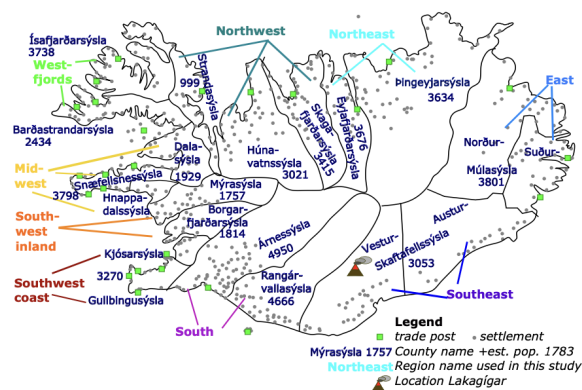 Northwest
Northeast
Ísafjarðarsýsla
3738
West-
fjords
Strandasýsla
999
Þingeyjarsýsla
3634
East
Skaga-
fjarðarsýsla
3415
Eyjafjarðarsýsla
3676
Barðastrandarsýsla
2434
Dala-
sýsla
1929
Húna-
vatnssýsla
3021
Norður-
Suður-
Múlasýsla
3801
Mid-
west
Snæfellsnessýsla
3798
Hnappa-
dalssýsla
Mýrasýsla
1757
Borgar-
fjarðarsýsla
1814
South-
west
inland
Austur-
Vestur-
Skaftafellssýsla
3053
Árnessýsla
4950
Kjósarsýsla
3270
Gullbingusýsla
Southwest
coast
Rangár-
vallasýsla
4666
Southeast
South
Legend
trade post settlement
Mýrasýsla 1757 County name +est. pop. 1783
Northeast Region name used in this study
Location Lakagígar